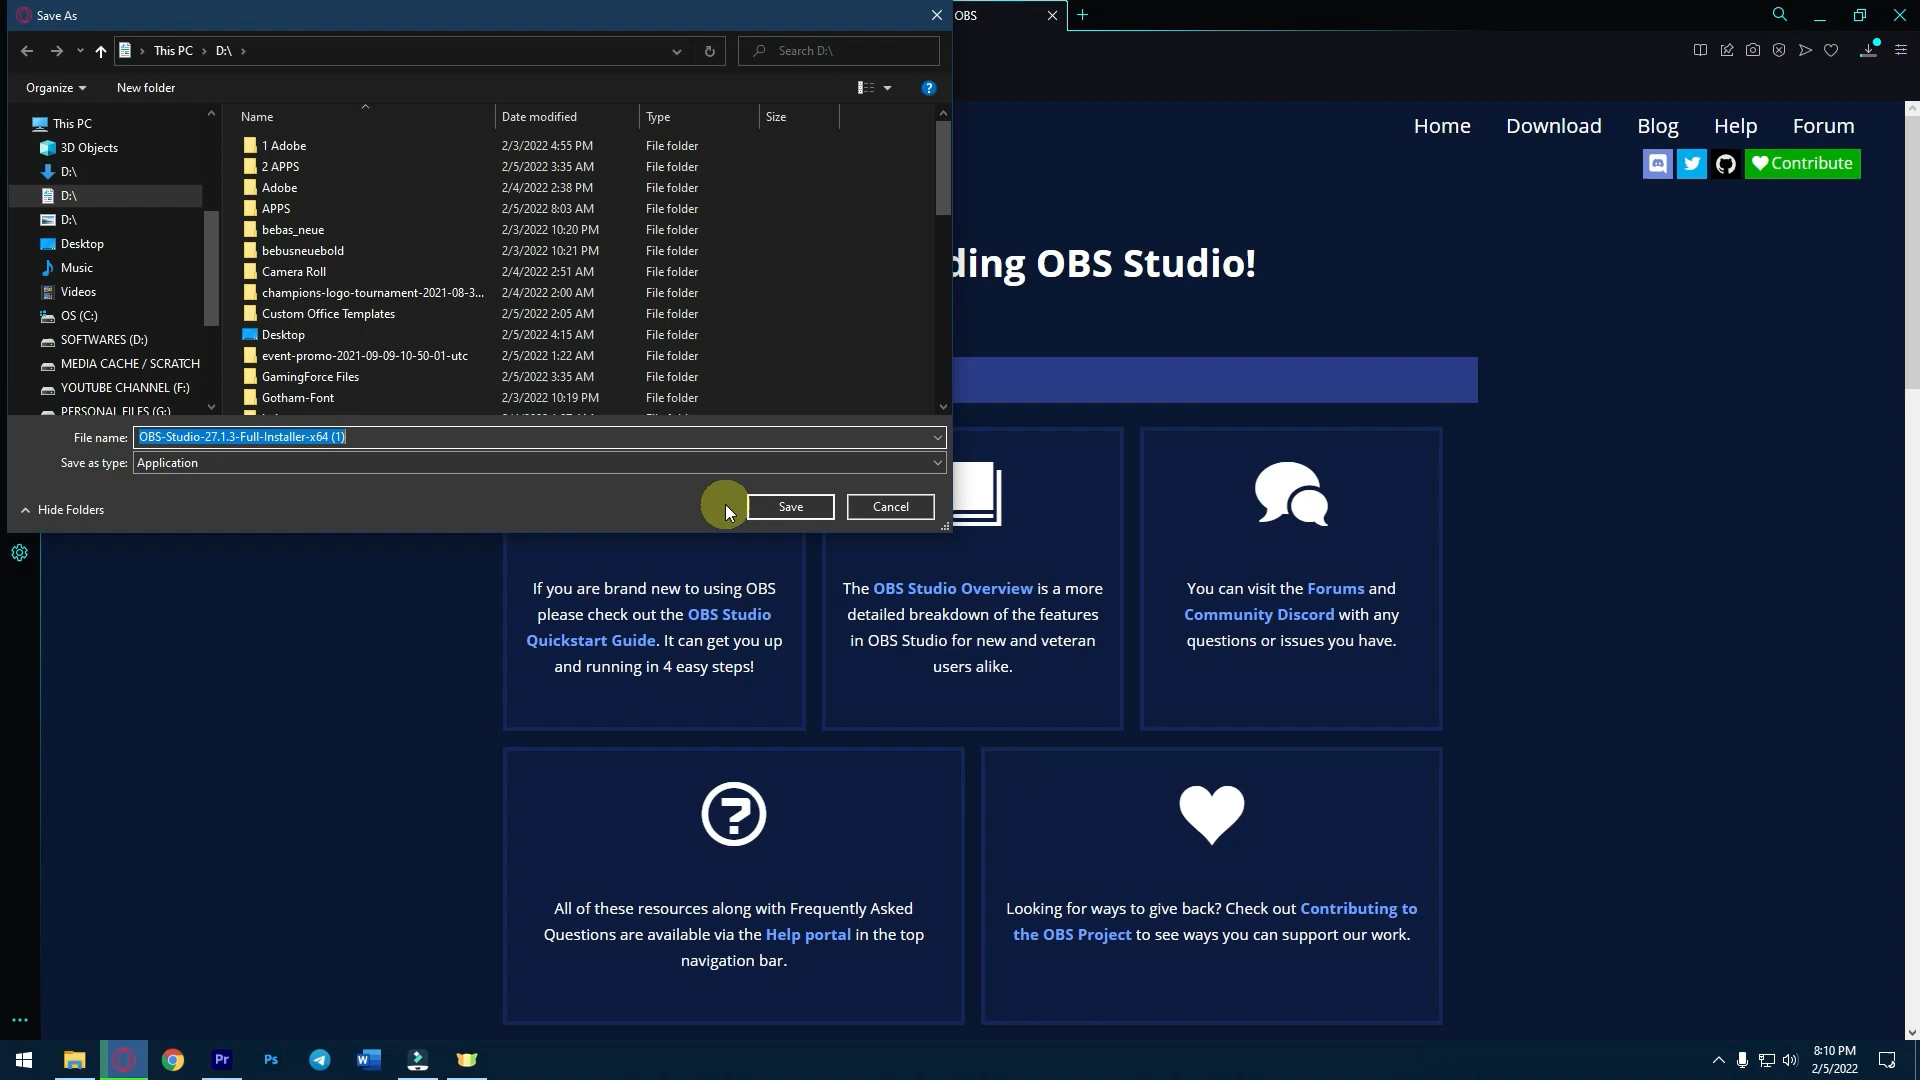 Save As
OBS
This PC
D:\
Search D:\
Organize
New folder
Name
Date modified
Type
Size
This PC
3D Objects
D:\
D:\
D:\
Desktop
Music
Videos
OS (C:)
SOFTWARES (D:)
MEDIA CACHE / SCRATCH
YOUTUBE CHANNEL (F:)
PERSONAL FILES (G:)
1 Adobe 2/3/2022 4:55 PM File folder
2 APPS 2/5/2022 3:35 AM File folder
Adobe 2/4/2022 2:38 PM File folder
APPS 2/5/2022 8:03 AM File folder
bebas_neue 2/3/2022 10:20 PM File folder
bebusneuebold 2/3/2022 10:21 PM File folder
Camera Roll 2/4/2022 2:51 AM File folder
champions-logo-tournament-2021-08-3... 2/4/2022 2:00 AM File folder
Custom Office Templates 2/5/2022 2:05 AM File folder
Desktop 2/5/2022 4:15 AM File folder
event-promo-2021-09-09-10-50-01-utc 2/5/2022 1:22 AM File folder
GamingForce Files 2/5/2022 3:35 AM File folder
Gotham-Font 2/3/2022 10:19 PM File folder
File name: OBS-Studio-27.1.3-Full-Installer-x64 (1)
Save as type: Application
Hide Folders
Save
Cancel
Home
Download
Blog
Help
Forum
Contribute
ding OBS Studio!
If you are brand new to using OBS
please check out the OBS Studio
Quickstart Guide. It can get you up
and running in 4 easy steps!
The OBS Studio Overview is a more
detailed breakdown of the features
in OBS Studio for new and veteran
users alike.
You can visit the Forums and
Community Discord with any
questions or issues you have.
All of these resources along with Frequently Asked
Questions are available via the Help portal in the top
navigation bar.
Looking for ways to give back? Check out Contributing to
the OBS Project to see ways you can support our work.
Pr
Ps
W
8:10 PM
2/5/2022